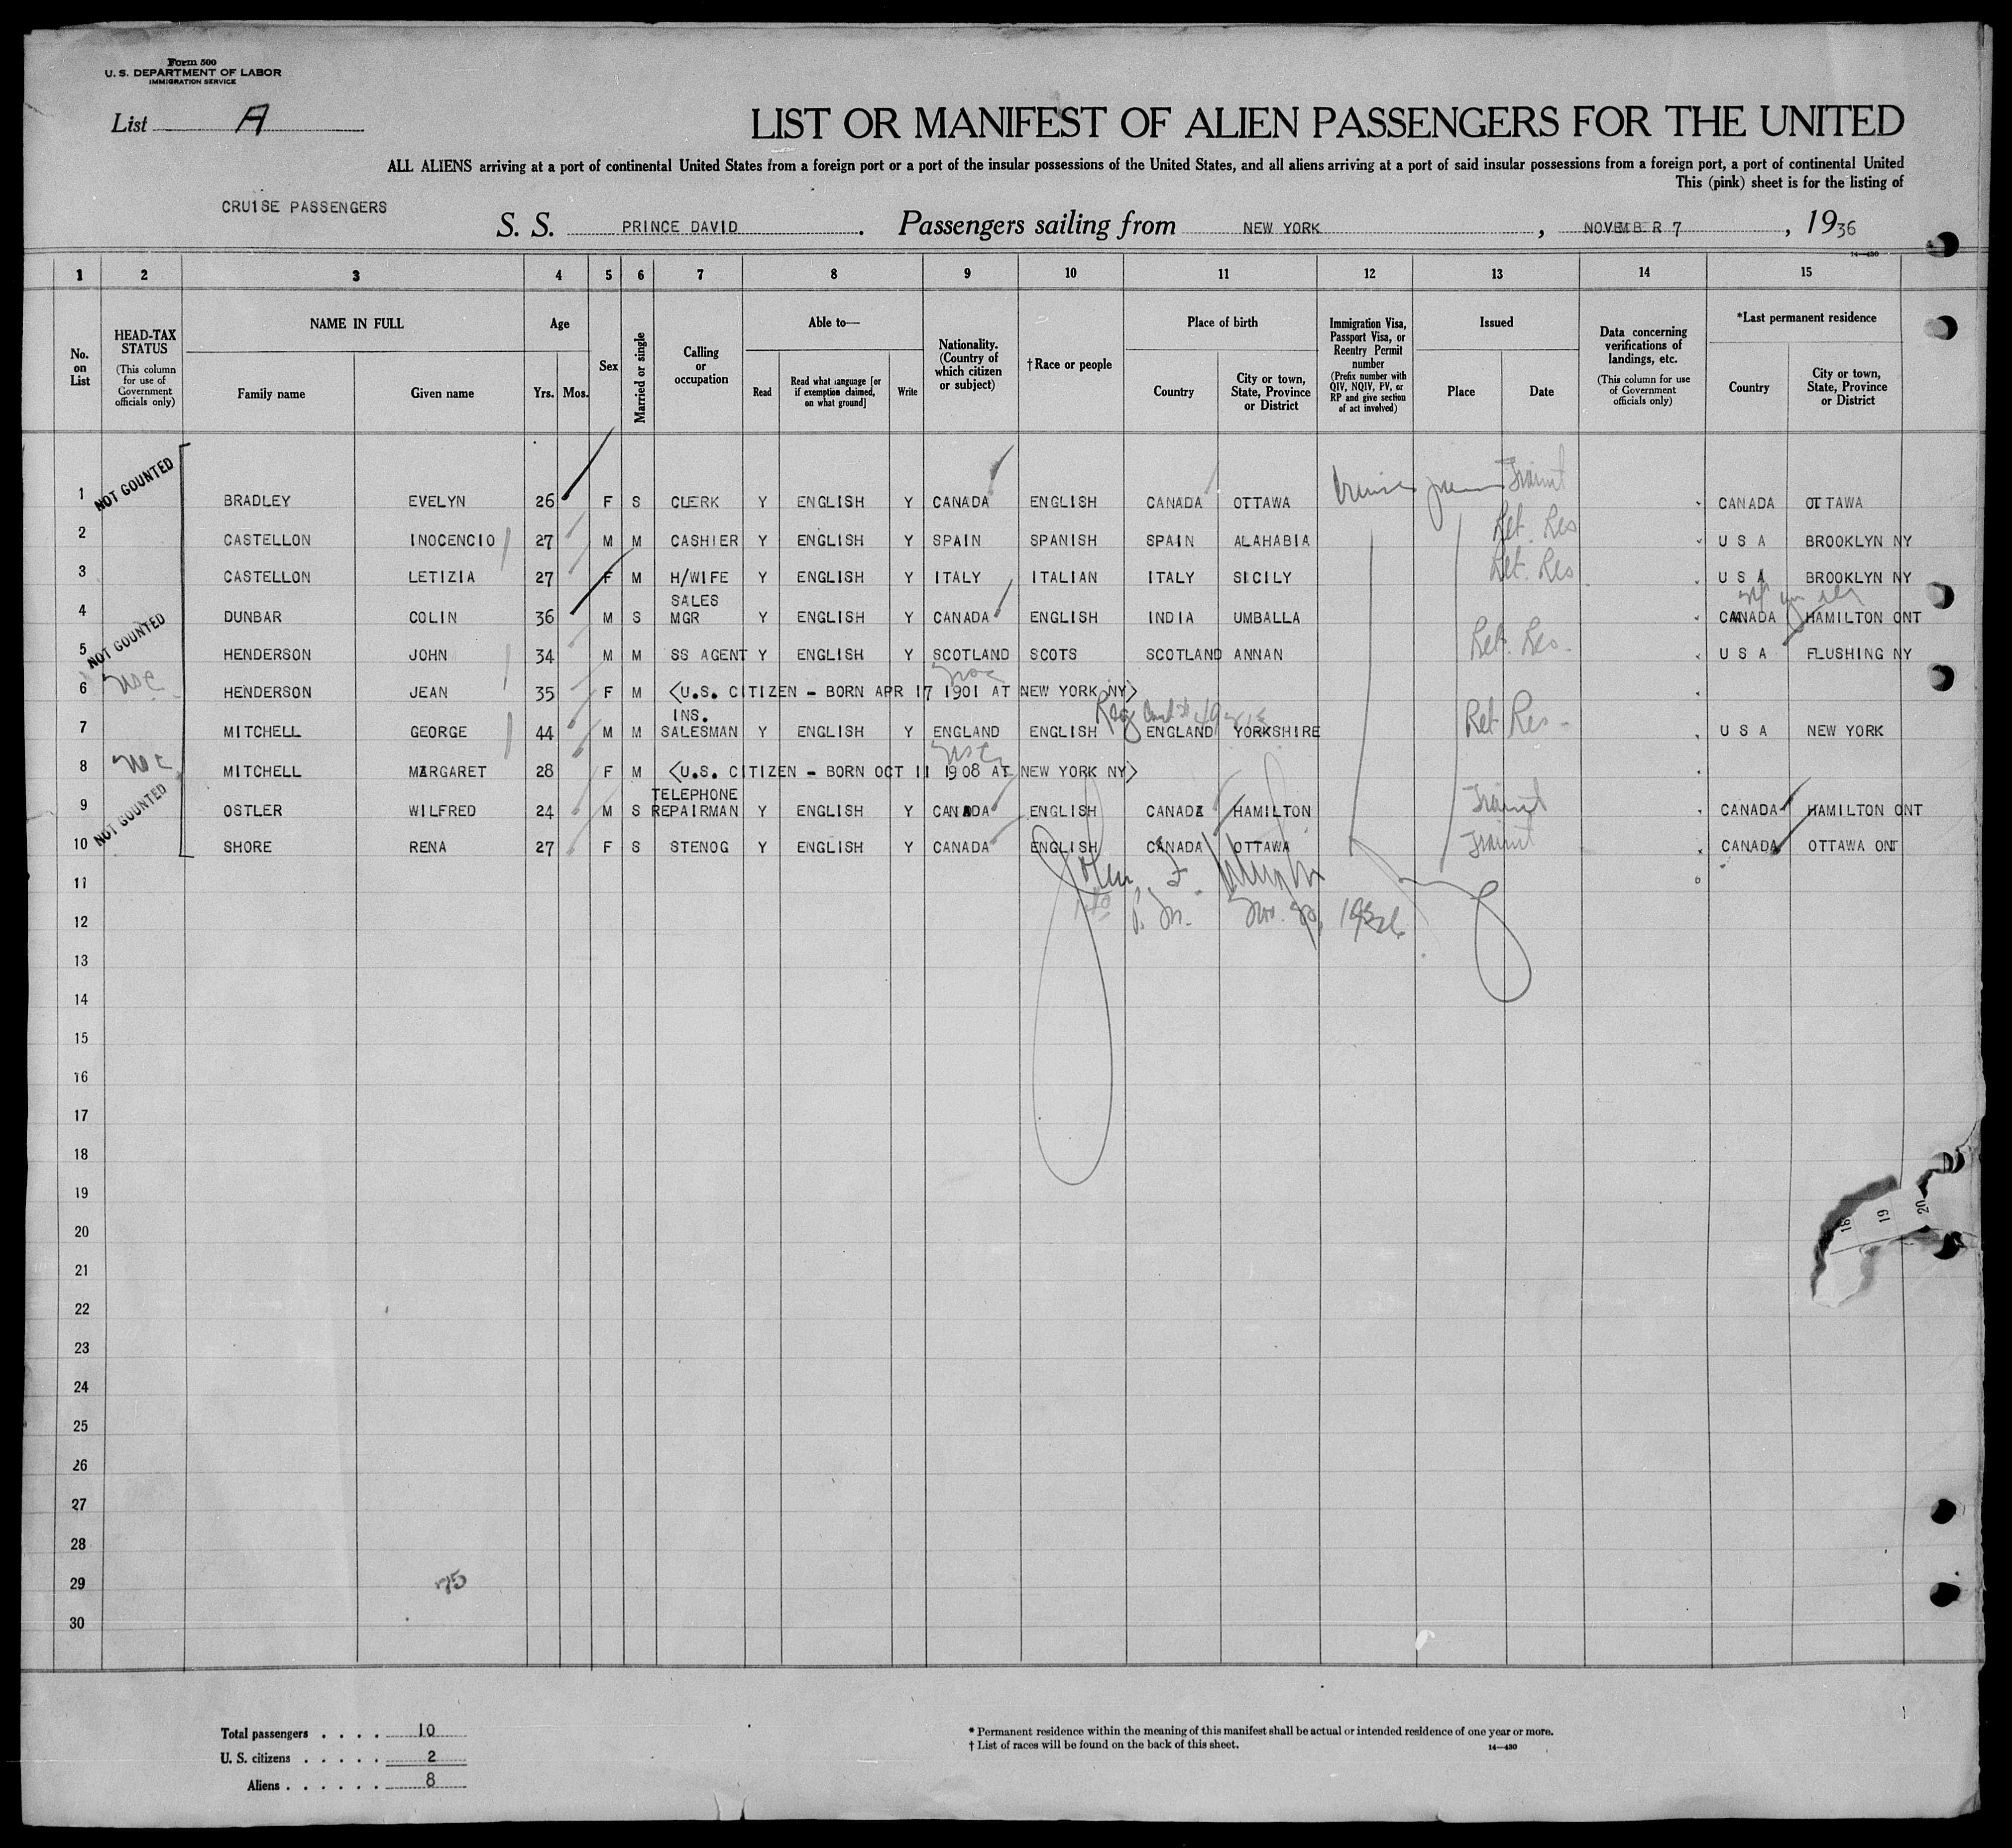 Form 500
U. S. DEPARTMENT OF LABOR
IMMIGRATION SERVICE
List A
LIST OR MANIFEST OF ALIEN PASSENGERS FOR THE UNITED
ALL ALIENS arriving at a port of continental United States from a foreign port or a port of the insular possessions of the United States, and all aliens arriving at a port of said insular possessions from a foreign port, a port of continental United
This (pink) sheet is for the listing of
CRUISE PASSENGERS
S. S. PRINCE DAVID. Passengers sailing from NEW YORK, NOVEMBER 7, 1936
14—430
1 2 3 4 5 6 7 8 9 10 11 12 13 14 15
No. on List
HEAD-TAX STATUS (This column for use of Government officials only)
NAME IN FULL
Family name Given name
Age
Yrs. Mos.
Sex
Married or single
Calling or occupation
Able to—
Read Read what language [or if exemption claimed, on what ground] Write
Nationality. (Country of which citizen or subject)
† Race or people
Place of birth
Country City or town, State, Province or District
Immigration Visa, Passport Visa, or Reentry Permit number (Prefix number with QIV, NQIV, PV, or RP and give section of act involved)
Issued
Place Date
Data concerning verifications of landings, etc. (This column for use of Government officials only)
*Last permanent residence
Country City or town, State, Province or District
NOT COUNTED
1 BRADLEY EVELYN 26 F S CLERK Y ENGLISH Y CANADA ENGLISH CANADA OTTAWA Transit CANADA OTTAWA
2 CASTELLON INOCENCIO 27 M M CASHIER Y ENGLISH Y SPAIN SPANISH SPAIN ALAHABIA Ret. Res U S A BROOKLYN NY
3 CASTELLON LETIZIA 27 F M H/WIFE Y ENGLISH Y ITALY ITALIAN ITALY SICILY Ret. Res U S A BROOKLYN NY
4 DUNBAR COLIN 36 M S SALES MGR Y ENGLISH Y CANADA ENGLISH INDIA UMBALLA CANADA HAMILTON ONT
NOT COUNTED
5 HENDERSON JOHN 34 M M SS AGENT Y ENGLISH Y SCOTLAND SCOTS SCOTLAND ANNAN Ret. Res. U S A FLUSHING NY
6 HENDERSON JEAN 35 F M <U.S. CITIZEN - BORN APR 17 1901 AT NEW YORK NY>
7 MITCHELL GEORGE 44 M M INS. SALESMAN Y ENGLISH Y ENGLAND ENGLISH ENGLAND YORKSHIRE Ret Res - U S A NEW YORK
8 MITCHELL MARGARET 28 F M <U.S. CITIZEN - BORN OCT 11 1908 AT NEW YORK NY>
NOT COUNTED
9 OSTLER WILFRED 24 M S TELEPHONE REPAIRMAN Y ENGLISH Y CANADA ENGLISH CANADA HAMILTON Transit CANADA HAMILTON ONT
10 SHORE RENA 27 F S STENOG Y ENGLISH Y CANADA ENGLISH CANADA OTTAWA Transit CANADA OTTAWA ONT
11
12
13
14
15
16
17
18
19
20
21
22
23
24
25
26
27
28
29
30
18 19 20
75
Total passengers . . . . 10
U. S. citizens . . . . . 2
Aliens . . . . . . 8
* Permanent residence within the meaning of this manifest shall be actual or intended residence of one year or more.
† List of races will be found on the back of this sheet.
14—430